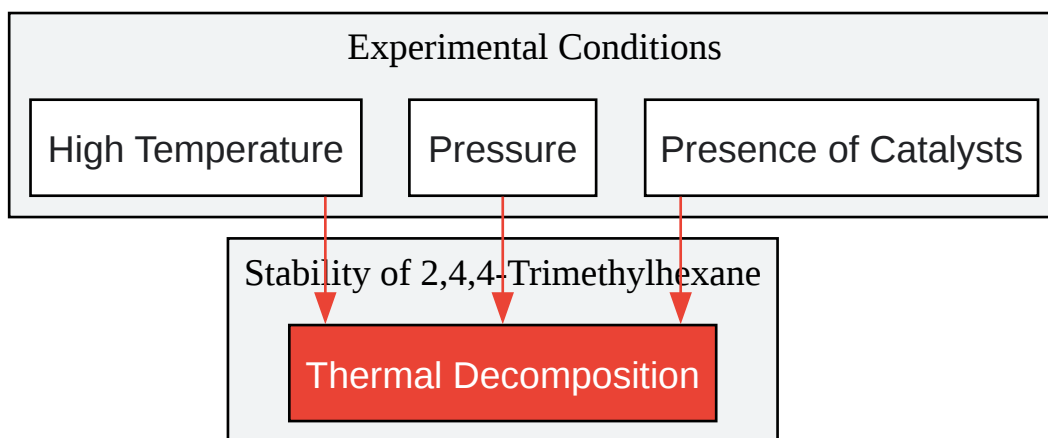 Experimental Conditions
High Temperature
Pressure
Presence of Catalysts
Stability of 2,4,4-Trimethylhexane
Thermal Decomposition